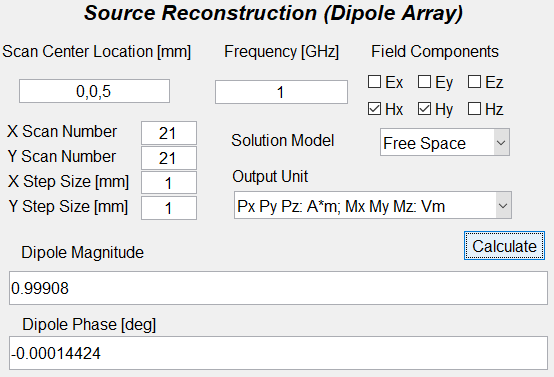 Source Reconstruction (Dipole Array)
Scan Center Location [mm] Frequency [GHz] Field Components
0,0,5 1 Ex Ey Ez
Hx Hy Hz
X Scan Number 21
Y Scan Number 21
Solution Model Free Space
X Step Size [mm] 1
Y Step Size [mm] 1
Output Unit
Px Py Pz: A*m; Mx My Mz: Vm
Calculate
Dipole Magnitude
0.99908
Dipole Phase [deg]
-0.00014424